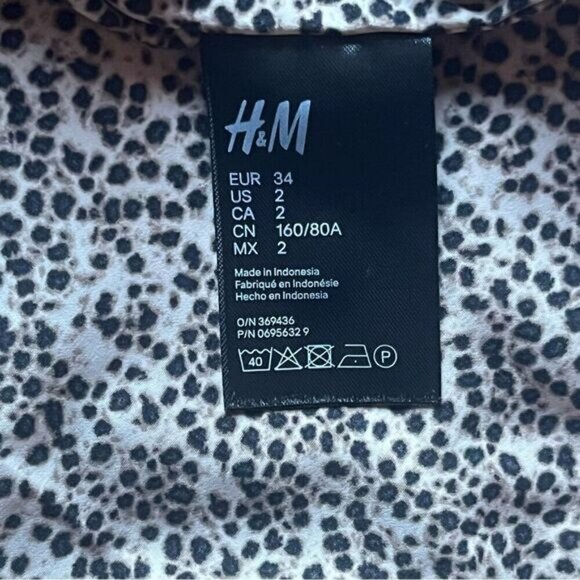 H&M
EUR 34
US 2
CA 2
CN 160/80A
MX 2
Made in Indonesia
Fabriqué en Indonésie
Hecho en Indonesia
O/N 369436
P/N 0695632 9
40 P